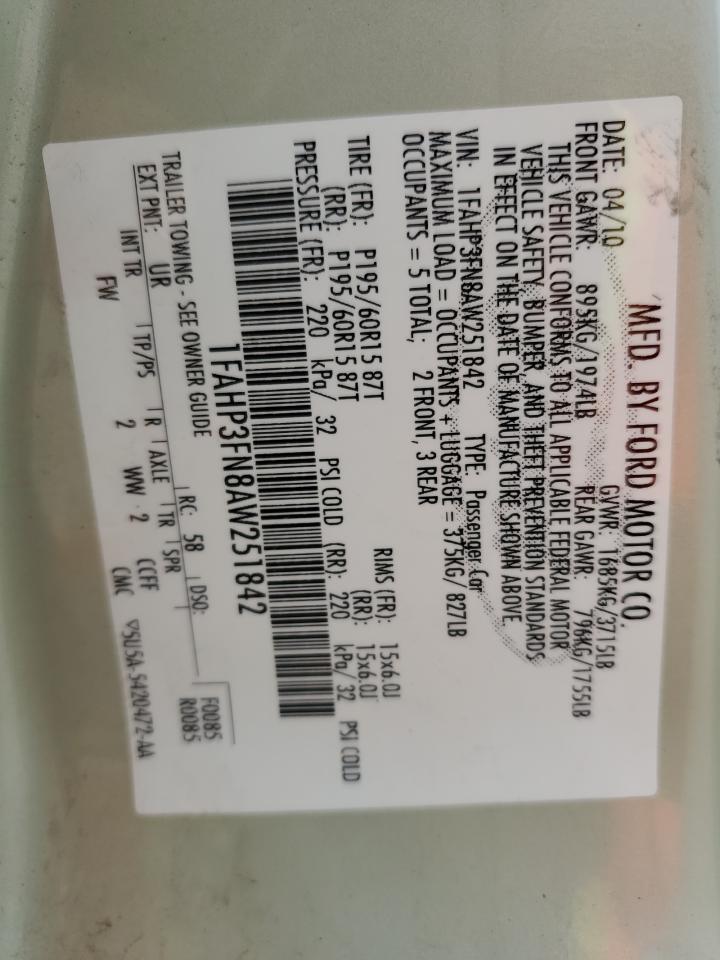 MFD. BY FORD MOTOR CO.
DATE: 04/10 GVWR: 1685KG/3715LB
FRONT GAWR: 895KG/1974LB REAR GAWR: 796KG/1755LB
THIS VEHICLE CONFORMS TO ALL APPLICABLE FEDERAL MOTOR
VEHICLE SAFETY, BUMPER, AND THEFT PREVENTION STANDARDS
IN EFFECT ON THE DATE OF MANUFACTURE SHOWN ABOVE.
VIN: 1FAHP3FN8AW251842 TYPE: Passenger Car
MAXIMUM LOAD = OCCUPANTS + LUGGAGE = 375KG/ 827LB
OCCUPANTS = 5 TOTAL; 2 FRONT, 3 REAR
TIRE (FR): P195/60R15 87T RIMS (FR): 15x6.0J
(RR): P195/60R15 87T (RR): 15x6.0J
PRESSURE (FR): 220 kPa/ 32 PSI COLD (RR): 220 kPa/ 32 PSI COLD
1FAHP3FN8AW251842
TRAILER TOWING - SEE OWNER GUIDE
F0085
R0085
EXT PNT: UR RC: 58 DSO:
INT TR TP/PS R AXLE TR SPR
FW 2 WW 2 CCFF CMC
▽5U5A-5420472-AA